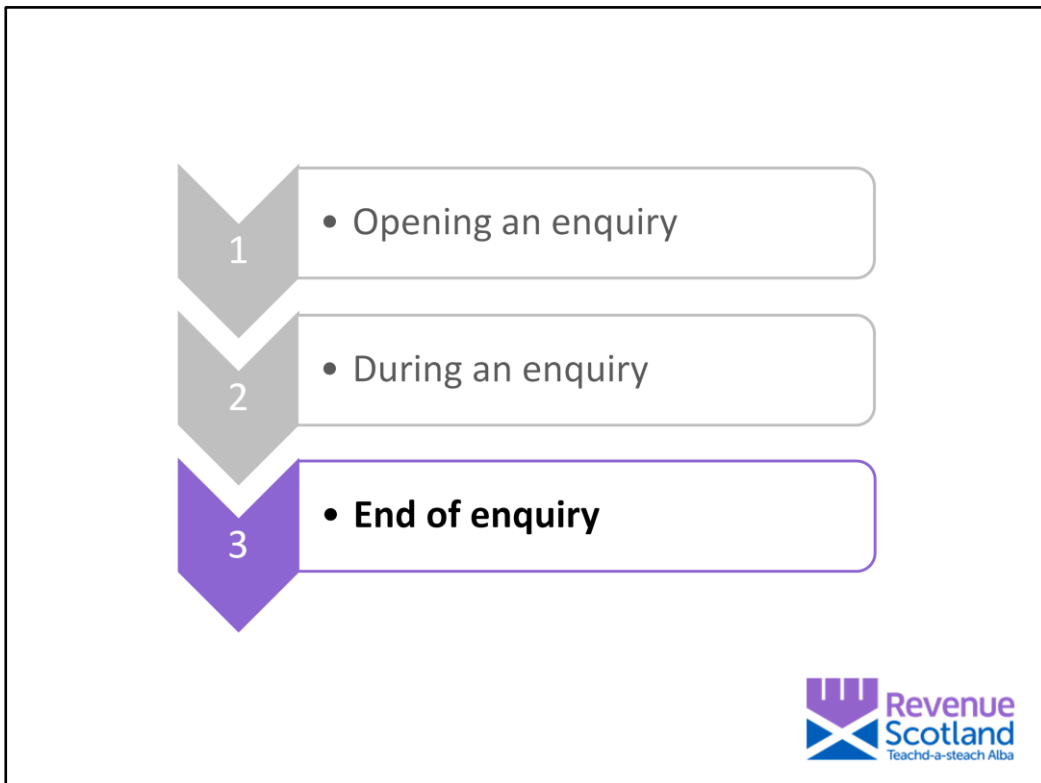 1
• Opening an enquiry
2
• During an enquiry
3
• End of enquiry
Revenue
Scotland
Teachd-a-steach Alba